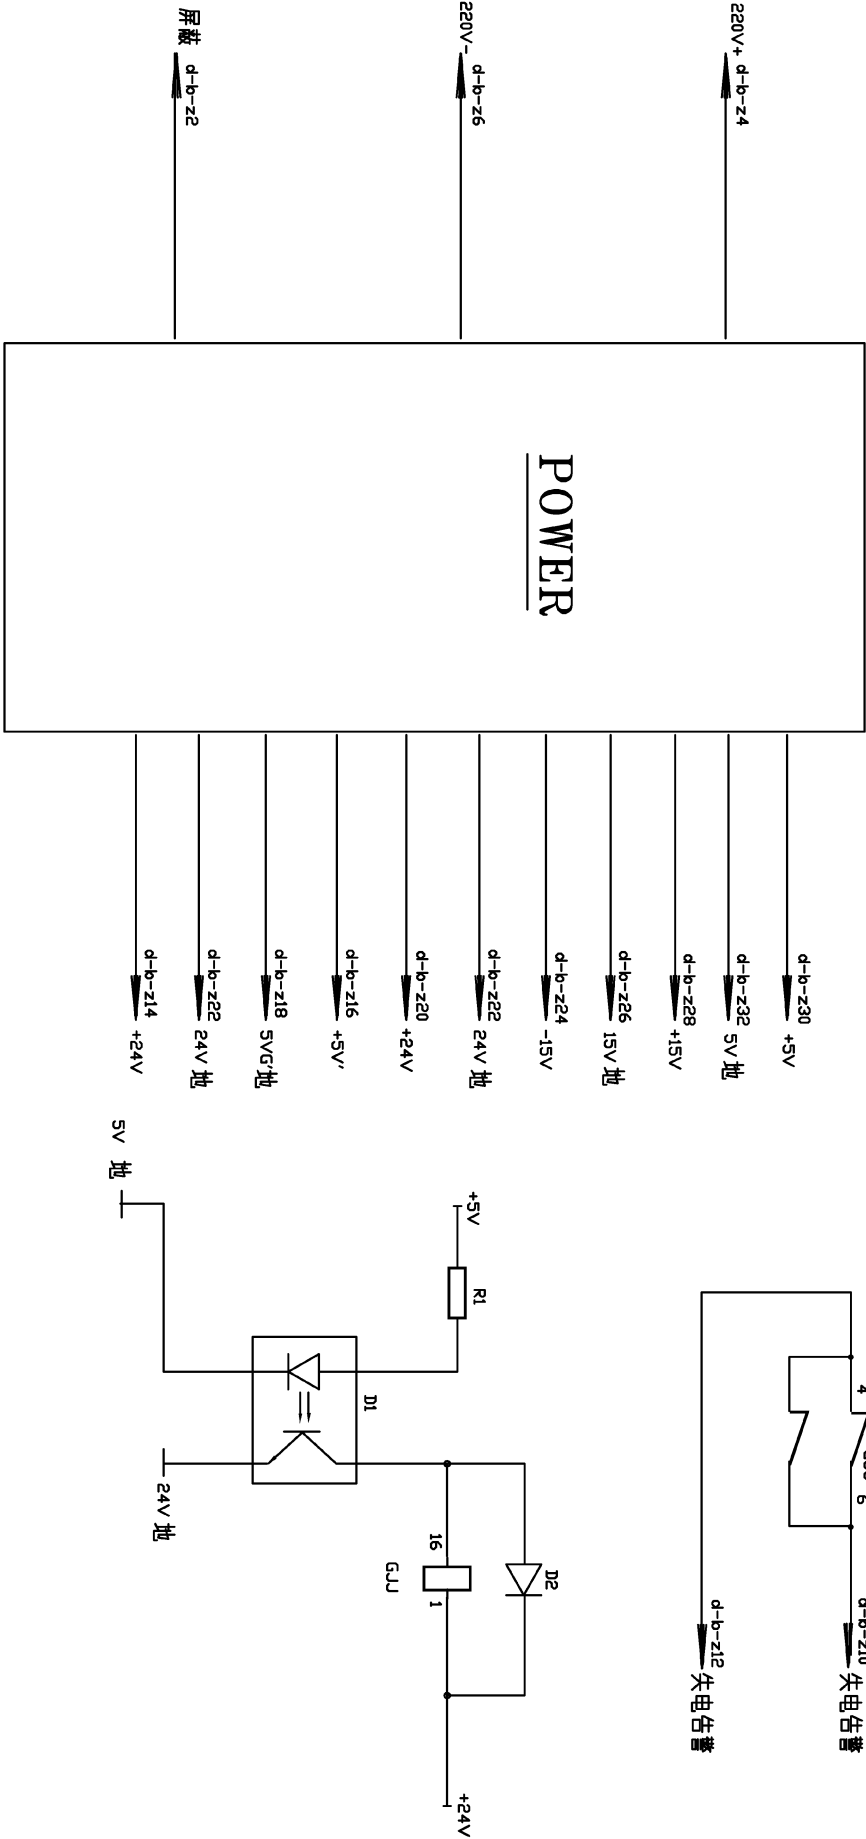 220V+ d-b-z4
220V- d-b-z6
屏蔽 d-b-z2
POWER
d-b-z30 +5V
d-b-z32 5V 地
d-b-z28 +15V
d-b-z26 15V 地
d-b-z24 -15V
d-b-z22 24V 地
d-b-z20 +24V
d-b-z16 +5V'
d-b-z18 5VG'地
d-b-z22 24V 地
d-b-z14 +24V
4
6
d-b-z10 失电告警
d-b-z12 失电告警
+5V
R1
5V 地
D1
24V 地
D2
16
1
GJJ
+24V